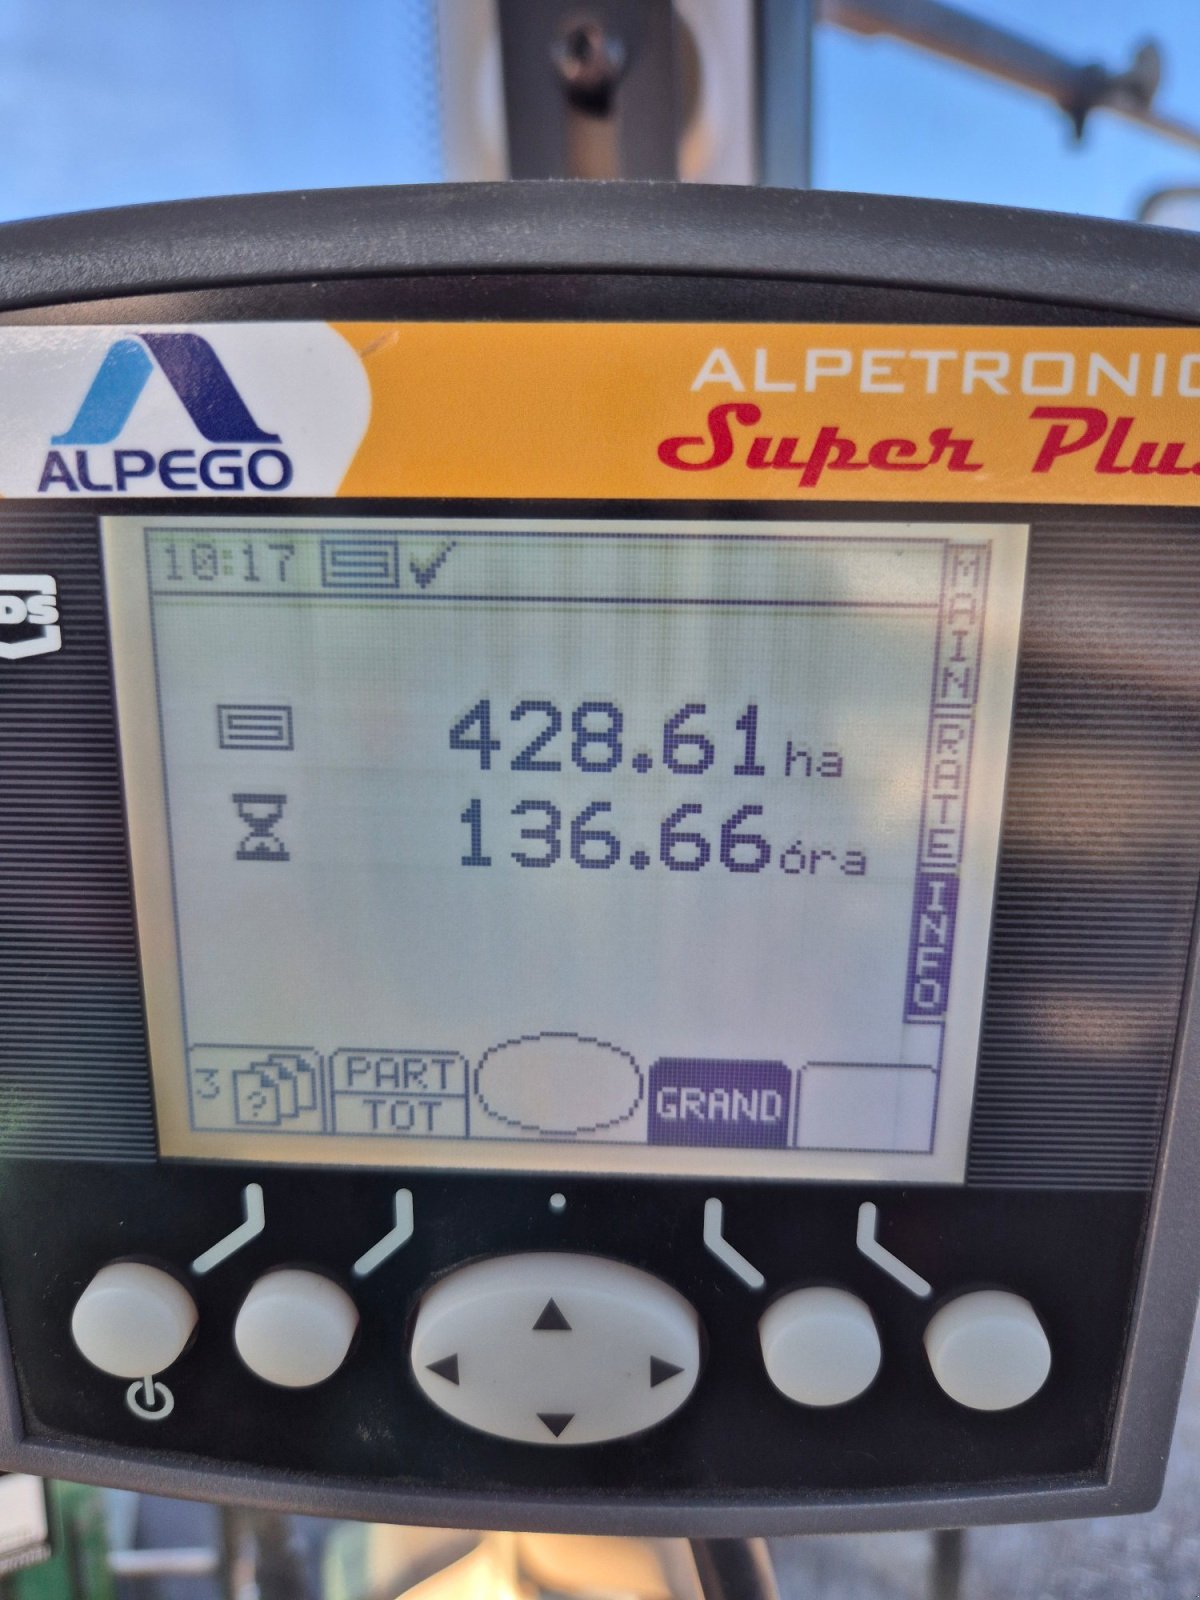 ALPEGO
ALPETRONIC
Super Plus
DS
10:17
MAIN
RATE
INFO
428.61 ha
136.66 óra
3 ?
PART
TOT
GRAND